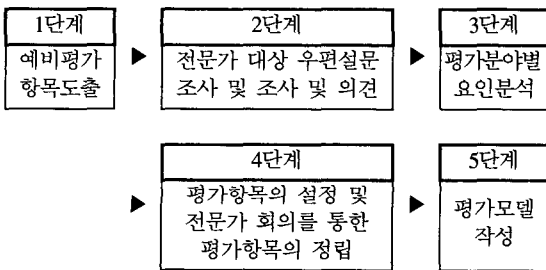 1단계
예비평가
항목도출
▶
2단계
전문가 대상 우편설문
조사 및 조사 및 의견
▶
3단계
평가분야별
요인분석
▶
4단계
평가항목의 설정 및
전문가 회의를 통한
평가항목의 정립
▶
5단계
평가모델
작성